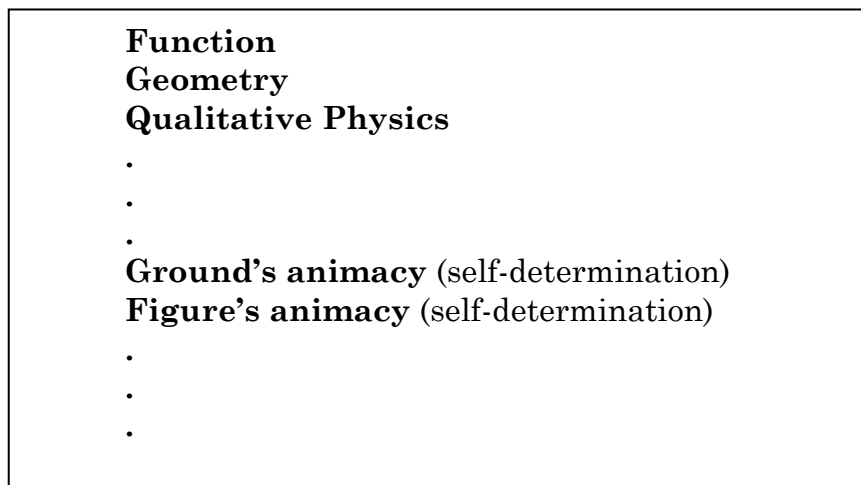 Function
Geometry
Qualitative Physics
.
.
.
Ground’s animacy (self-determination)
Figure’s animacy (self-determination)
.
.
.